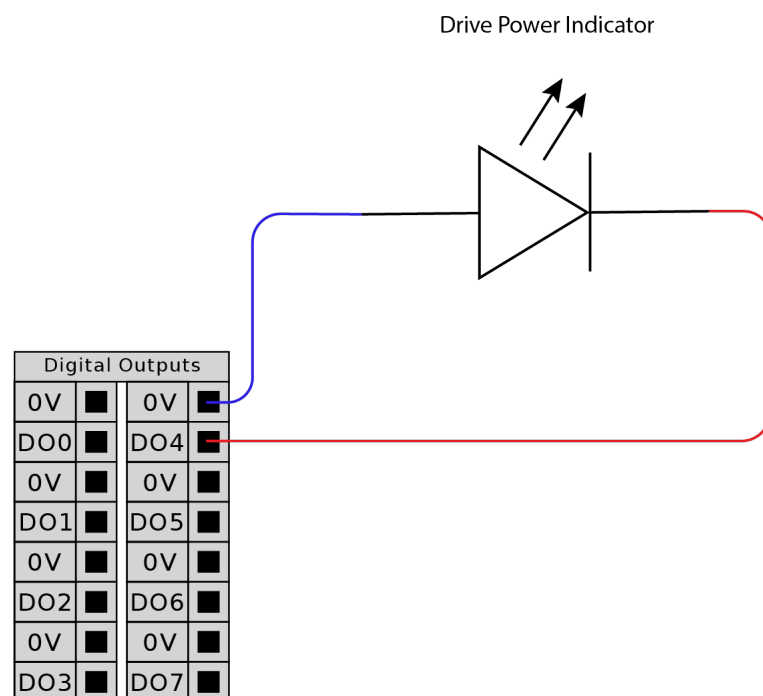 Drive Power Indicator
Digital Outputs
0V 0V
DO0 DO4
0V 0V
DO1 DO5
0V 0V
DO2 DO6
0V 0V
DO3 DO7